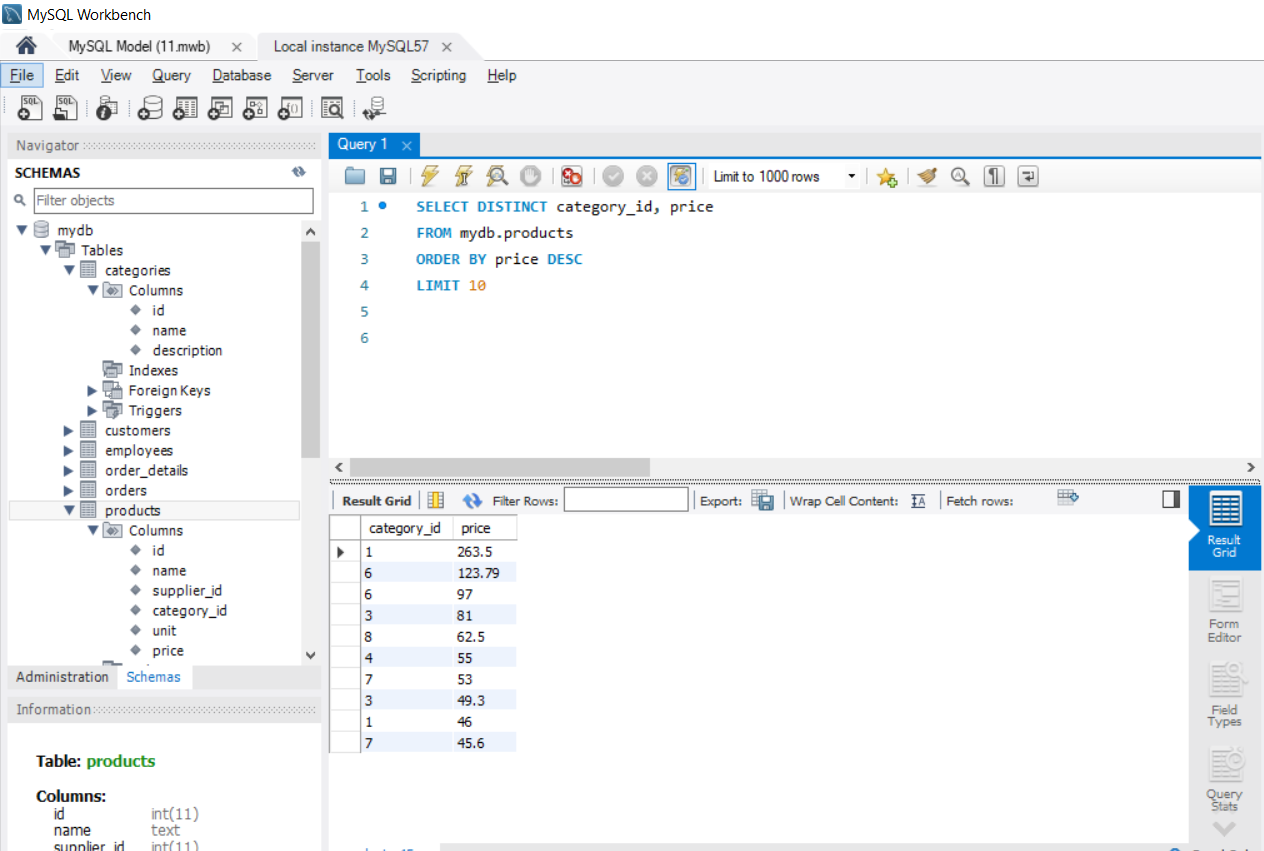 MySQL Workbench
MySQL Model (11.mwb)
Local instance MySQL57
File Edit View Query Database Server Tools Scripting Help
SQL SQL
Navigator
SCHEMAS
Filter objects
mydb
Tables
categories
Columns
id
name
description
Indexes
Foreign Keys
Triggers
customers
employees
order_details
orders
products
Columns
id
name
supplier_id
category_id
unit
price
Administration Schemas
Information
Table: products
Columns:
id int(11)
name text
supplier_id int(11)
Query 1
Limit to 1000 rows
1 SELECT DISTINCT category_id, price
2 FROM mydb.products
3 ORDER BY price DESC
4 LIMIT 10
5
6
Result Grid Filter Rows: Export: Wrap Cell Content: Fetch rows:
category_id price
1 263.5
6 123.79
6 97
3 81
8 62.5
4 55
7 53
3 49.3
1 46
7 45.6
Result
Grid
Form
Editor
Field
Types
Query
Stats